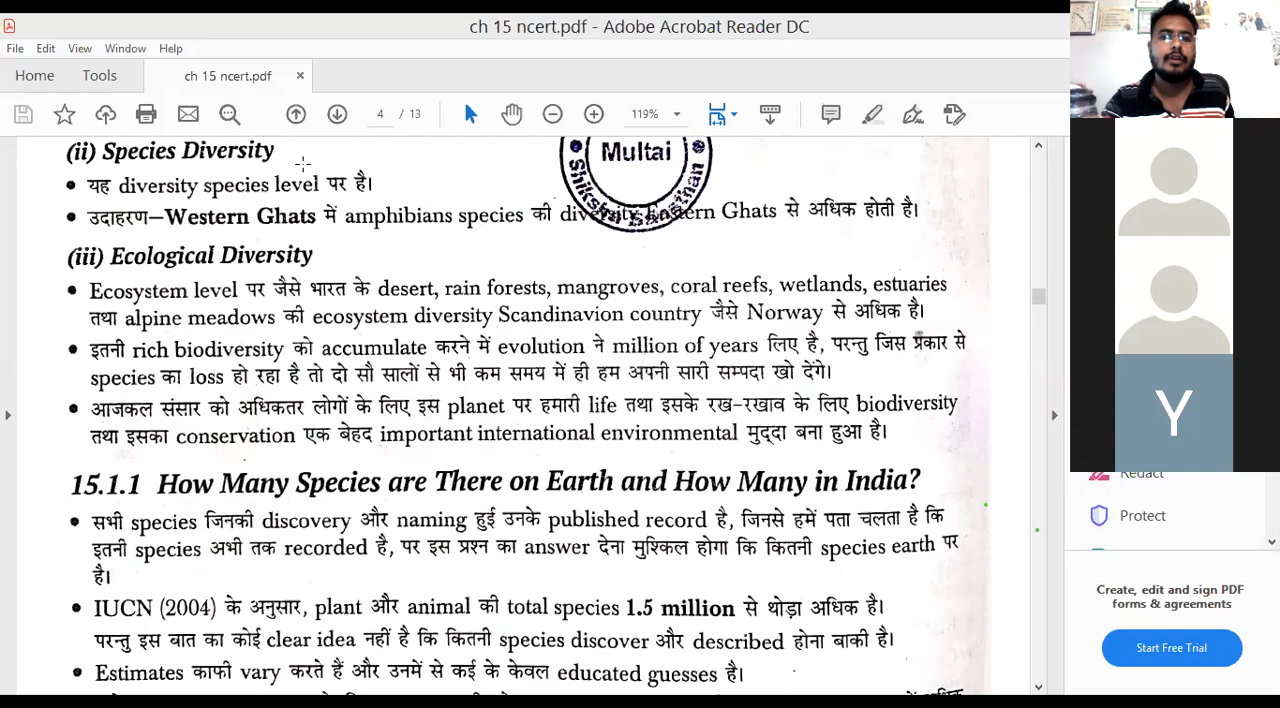 ch 15 ncert.pdf - Adobe Acrobat Reader DC
File Edit View Window Help
Home Tools ch 15 ncert.pdf ×
4 / 13 119%
Multai
Shiksha
(ii) Species Diversity
• यह diversity species level पर है।
• उदाहरण–Western Ghats में amphibians species की diversity Eastern Ghats से अधिक होती है।
(iii) Ecological Diversity
• Ecosystem level पर जैसे भारत के desert, rain forests, mangroves, coral reefs, wetlands, estuaries
तथा alpine meadows की ecosystem diversity Scandinavion country जैसे Norway से अधिक है।
• इतनी rich biodiversity को accumulate करने में evolution ने million of years लिए है, परन्तु जिस प्रकार से
species का loss हो रहा है तो दो सौ सालों से भी कम समय में ही हम अपनी सारी सम्पदा खो देंगे।
• आजकल संसार को अधिकतर लोगों के लिए इस planet पर हमारी life तथा इसके रख-रखाव के लिए biodiversity
तथा इसका conservation एक बेहद important international environmental मुद्दा बना हुआ है।
15.1.1 How Many Species are There on Earth and How Many in India?
• सभी species जिनकी discovery और naming हुई उनके published record है, जिनसे हमें पता चलता है कि
इतनी species अभी तक recorded है, पर इस प्रश्न का answer देना मुश्किल होगा कि कितनी species earth पर
है।
• IUCN (2004) के अनुसार, plant और animal की total species 1.5 million से थोड़ा अधिक है।
परन्तु इस बात का कोई clear idea नहीं है कि कितनी species discover और described होना बाकी है।
• Estimates काफी vary करते हैं और उनमें से कई के केवल educated guesses है।
Y
Redact
Protect
Create, edit and sign PDF
forms & agreements
Start Free Trial